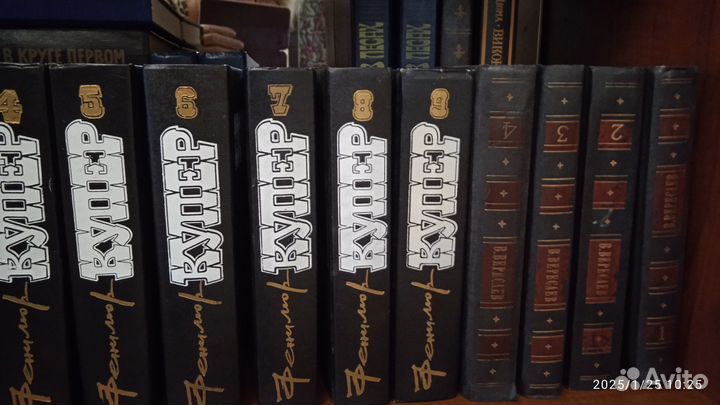 В КРУГЕ ПЕРВОМ
4
КУПЕР
Фенимор
5
КУПЕР
Фенимор
6
КУПЕР
Фенимор
7
КУПЕР
Фенимор
8
КУПЕР
Фенимор
9
КУПЕР
Фенимор
4
В.ВЕРЕСАЕВ
3
В.ВЕРЕСАЕВ
2
В.ВЕРЕСАЕВ
1
В.ВЕРЕСАЕВ
2025/1/25 10:25
Avito